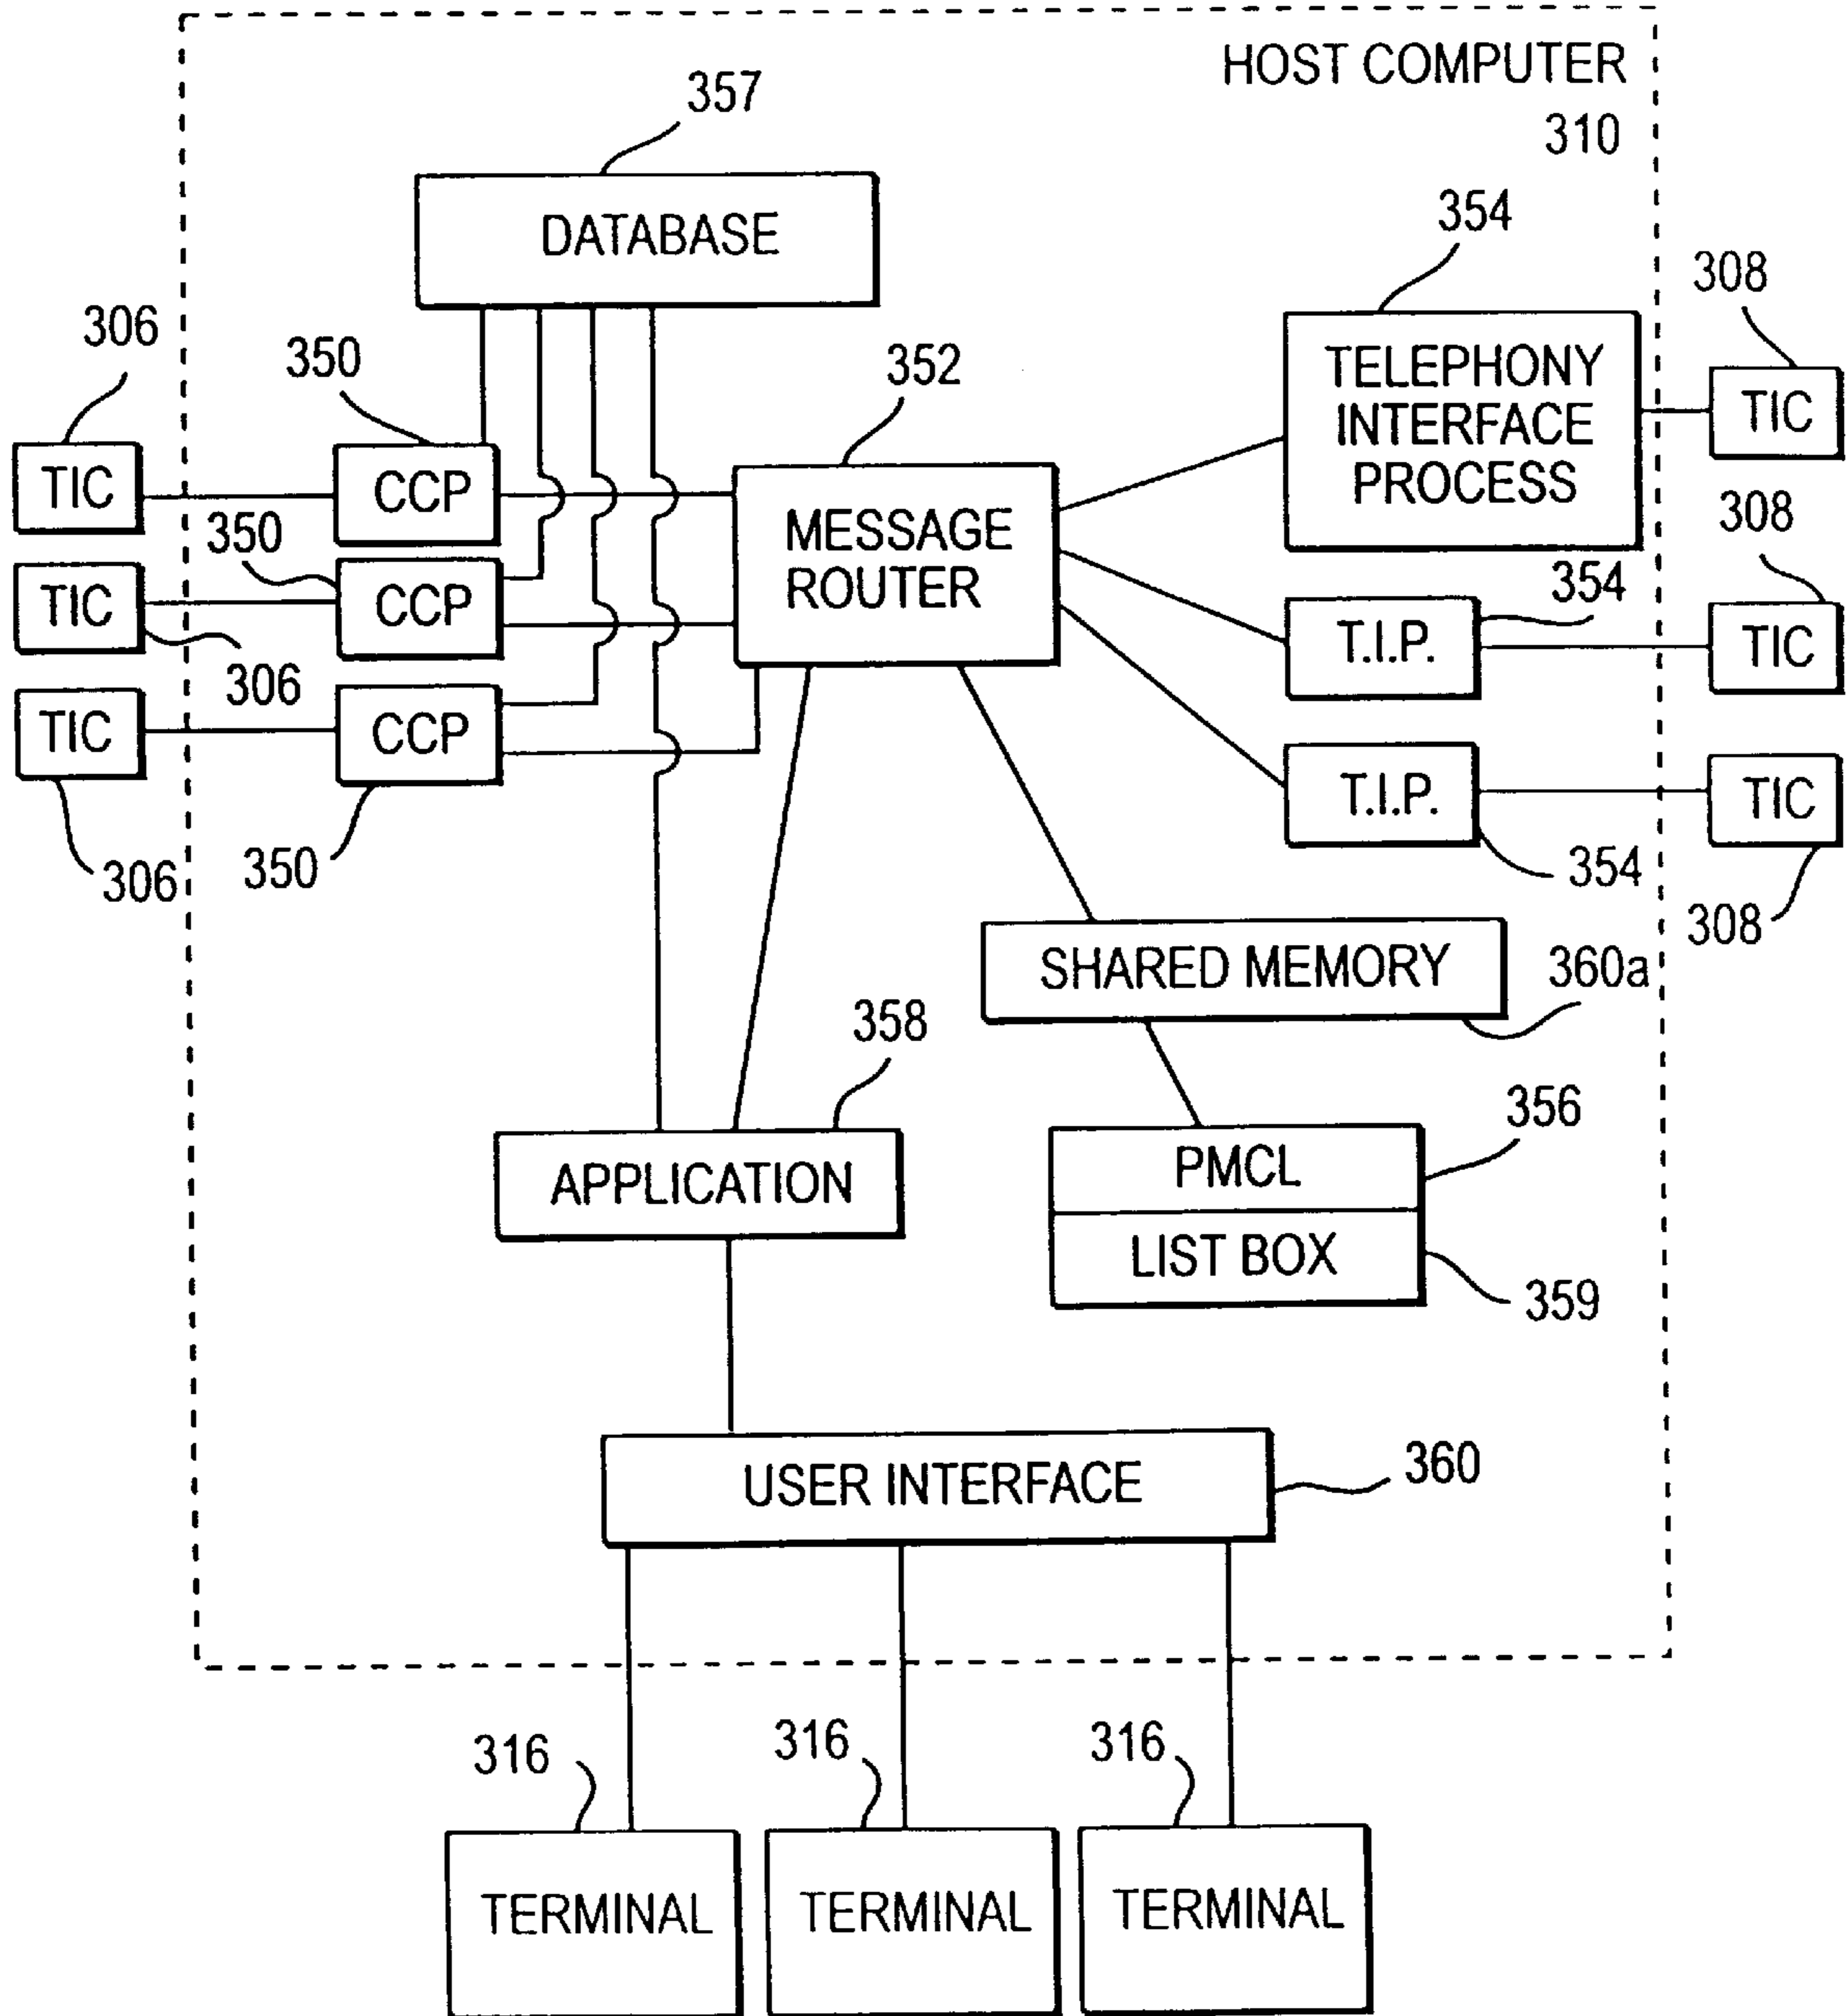 HOST COMPUTER
310
357
DATABASE
354
308
306
350
352
TELEPHONY
INTERFACE
PROCESS
TIC
TIC
CCP
MESSAGE
ROUTER
308
350
354
TIC
CCP
T.I.P.
TIC
306
TIC
CCP
T.I.P.
TIC
306
350
354
308
SHARED MEMORY
360a
358
356
APPLICATION
PMCL
LIST BOX
359
USER INTERFACE
360
316
316
316
TERMINAL
TERMINAL
TERMINAL